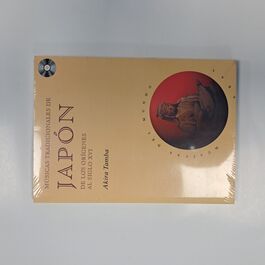 MÚSICAS TRADICIONALES DE
JAPÓN
DE LOS ORÍGENES
AL SIGLO XVI
Akira Tamba